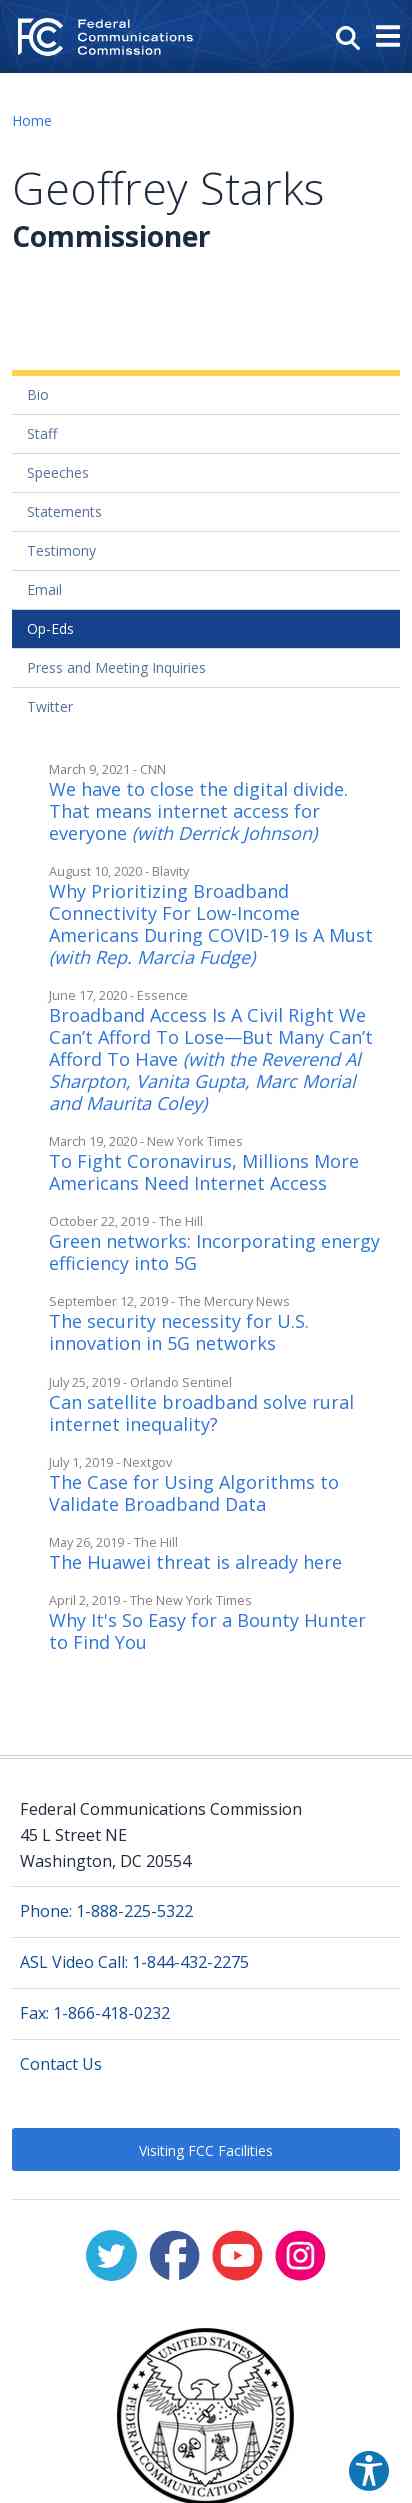 Federal
Communications
Commission
Home
Geoffrey Starks
Commissioner
Bio
Staff
Speeches
Statements
Testimony
Email
Op-Eds
Press and Meeting Inquiries
Twitter
March 9, 2021 - CNN
We have to close the digital divide.
That means internet access for
everyone (with Derrick Johnson)
August 10, 2020 - Blavity
Why Prioritizing Broadband
Connectivity For Low-Income
Americans During COVID-19 Is A Must
(with Rep. Marcia Fudge)
June 17, 2020 - Essence
Broadband Access Is A Civil Right We
Can’t Afford To Lose—But Many Can’t
Afford To Have (with the Reverend Al
Sharpton, Vanita Gupta, Marc Morial
and Maurita Coley)
March 19, 2020 - New York Times
To Fight Coronavirus, Millions More
Americans Need Internet Access
October 22, 2019 - The Hill
Green networks: Incorporating energy
efficiency into 5G
September 12, 2019 - The Mercury News
The security necessity for U.S.
innovation in 5G networks
July 25, 2019 - Orlando Sentinel
Can satellite broadband solve rural
internet inequality?
July 1, 2019 - Nextgov
The Case for Using Algorithms to
Validate Broadband Data
May 26, 2019 - The Hill
The Huawei threat is already here
April 2, 2019 - The New York Times
Why It's So Easy for a Bounty Hunter
to Find You
Federal Communications Commission
45 L Street NE
Washington, DC 20554
Phone: 1-888-225-5322
ASL Video Call: 1-844-432-2275
Fax: 1-866-418-0232
Contact Us
Visiting FCC Facilities
UNITED STATES
FEDERAL COMMUNICATIONS COMMISSION